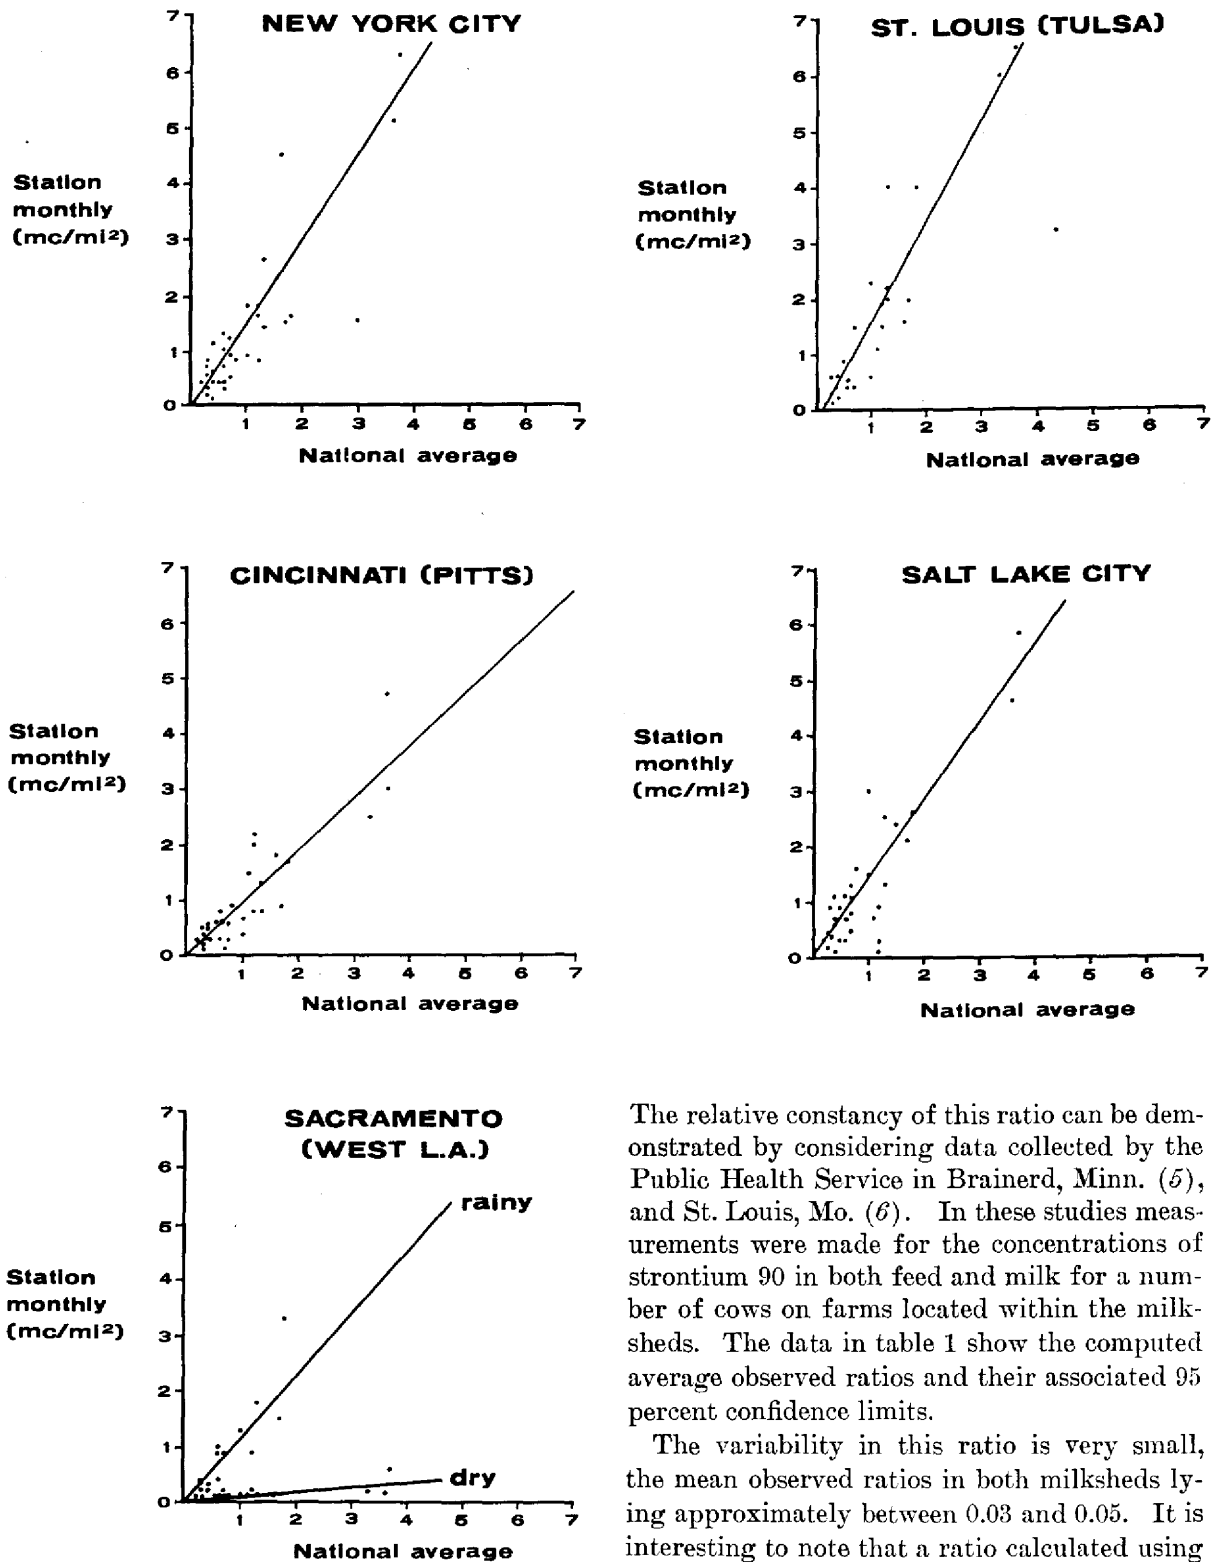 NEW YORK CITY
7
6
5
4
3
2
1
0
Station
monthly
(mc/mi2)
1 2 3 4 5 6 7
National average
ST. LOUIS (TULSA)
7
6
5
4
3
2
1
0
Station
monthly
(mc/mi2)
1 2 3 4 5 6 7
National average
CINCINNATI (PITTS)
7
6
5
4
3
2
1
0
Station
monthly
(mc/mi2)
1 2 3 4 5 6 7
National average
SALT LAKE CITY
7
6
5
4
3
2
1
0
Station
monthly
(mc/mi2)
1 2 3 4 5 6 7
National average
SACRAMENTO
(WEST L.A.)
7
6
5
4
3
2
1
0
rainy
dry
Station
monthly
(mc/mi2)
1 2 3 4 5 6 7
National average
The relative constancy of this ratio can be dem-
onstrated by considering data collected by the
Public Health Service in Brainerd, Minn. (5),
and St. Louis, Mo. (6). In these studies meas-
urements were made for the concentrations of
strontium 90 in both feed and milk for a num-
ber of cows on farms located within the milk-
sheds. The data in table 1 show the computed
average observed ratios and their associated 95
percent confidence limits.
The variability in this ratio is very small,
the mean observed ratios in both milksheds ly-
ing approximately between 0.03 and 0.05. It is
interesting to note that a ratio calculated using